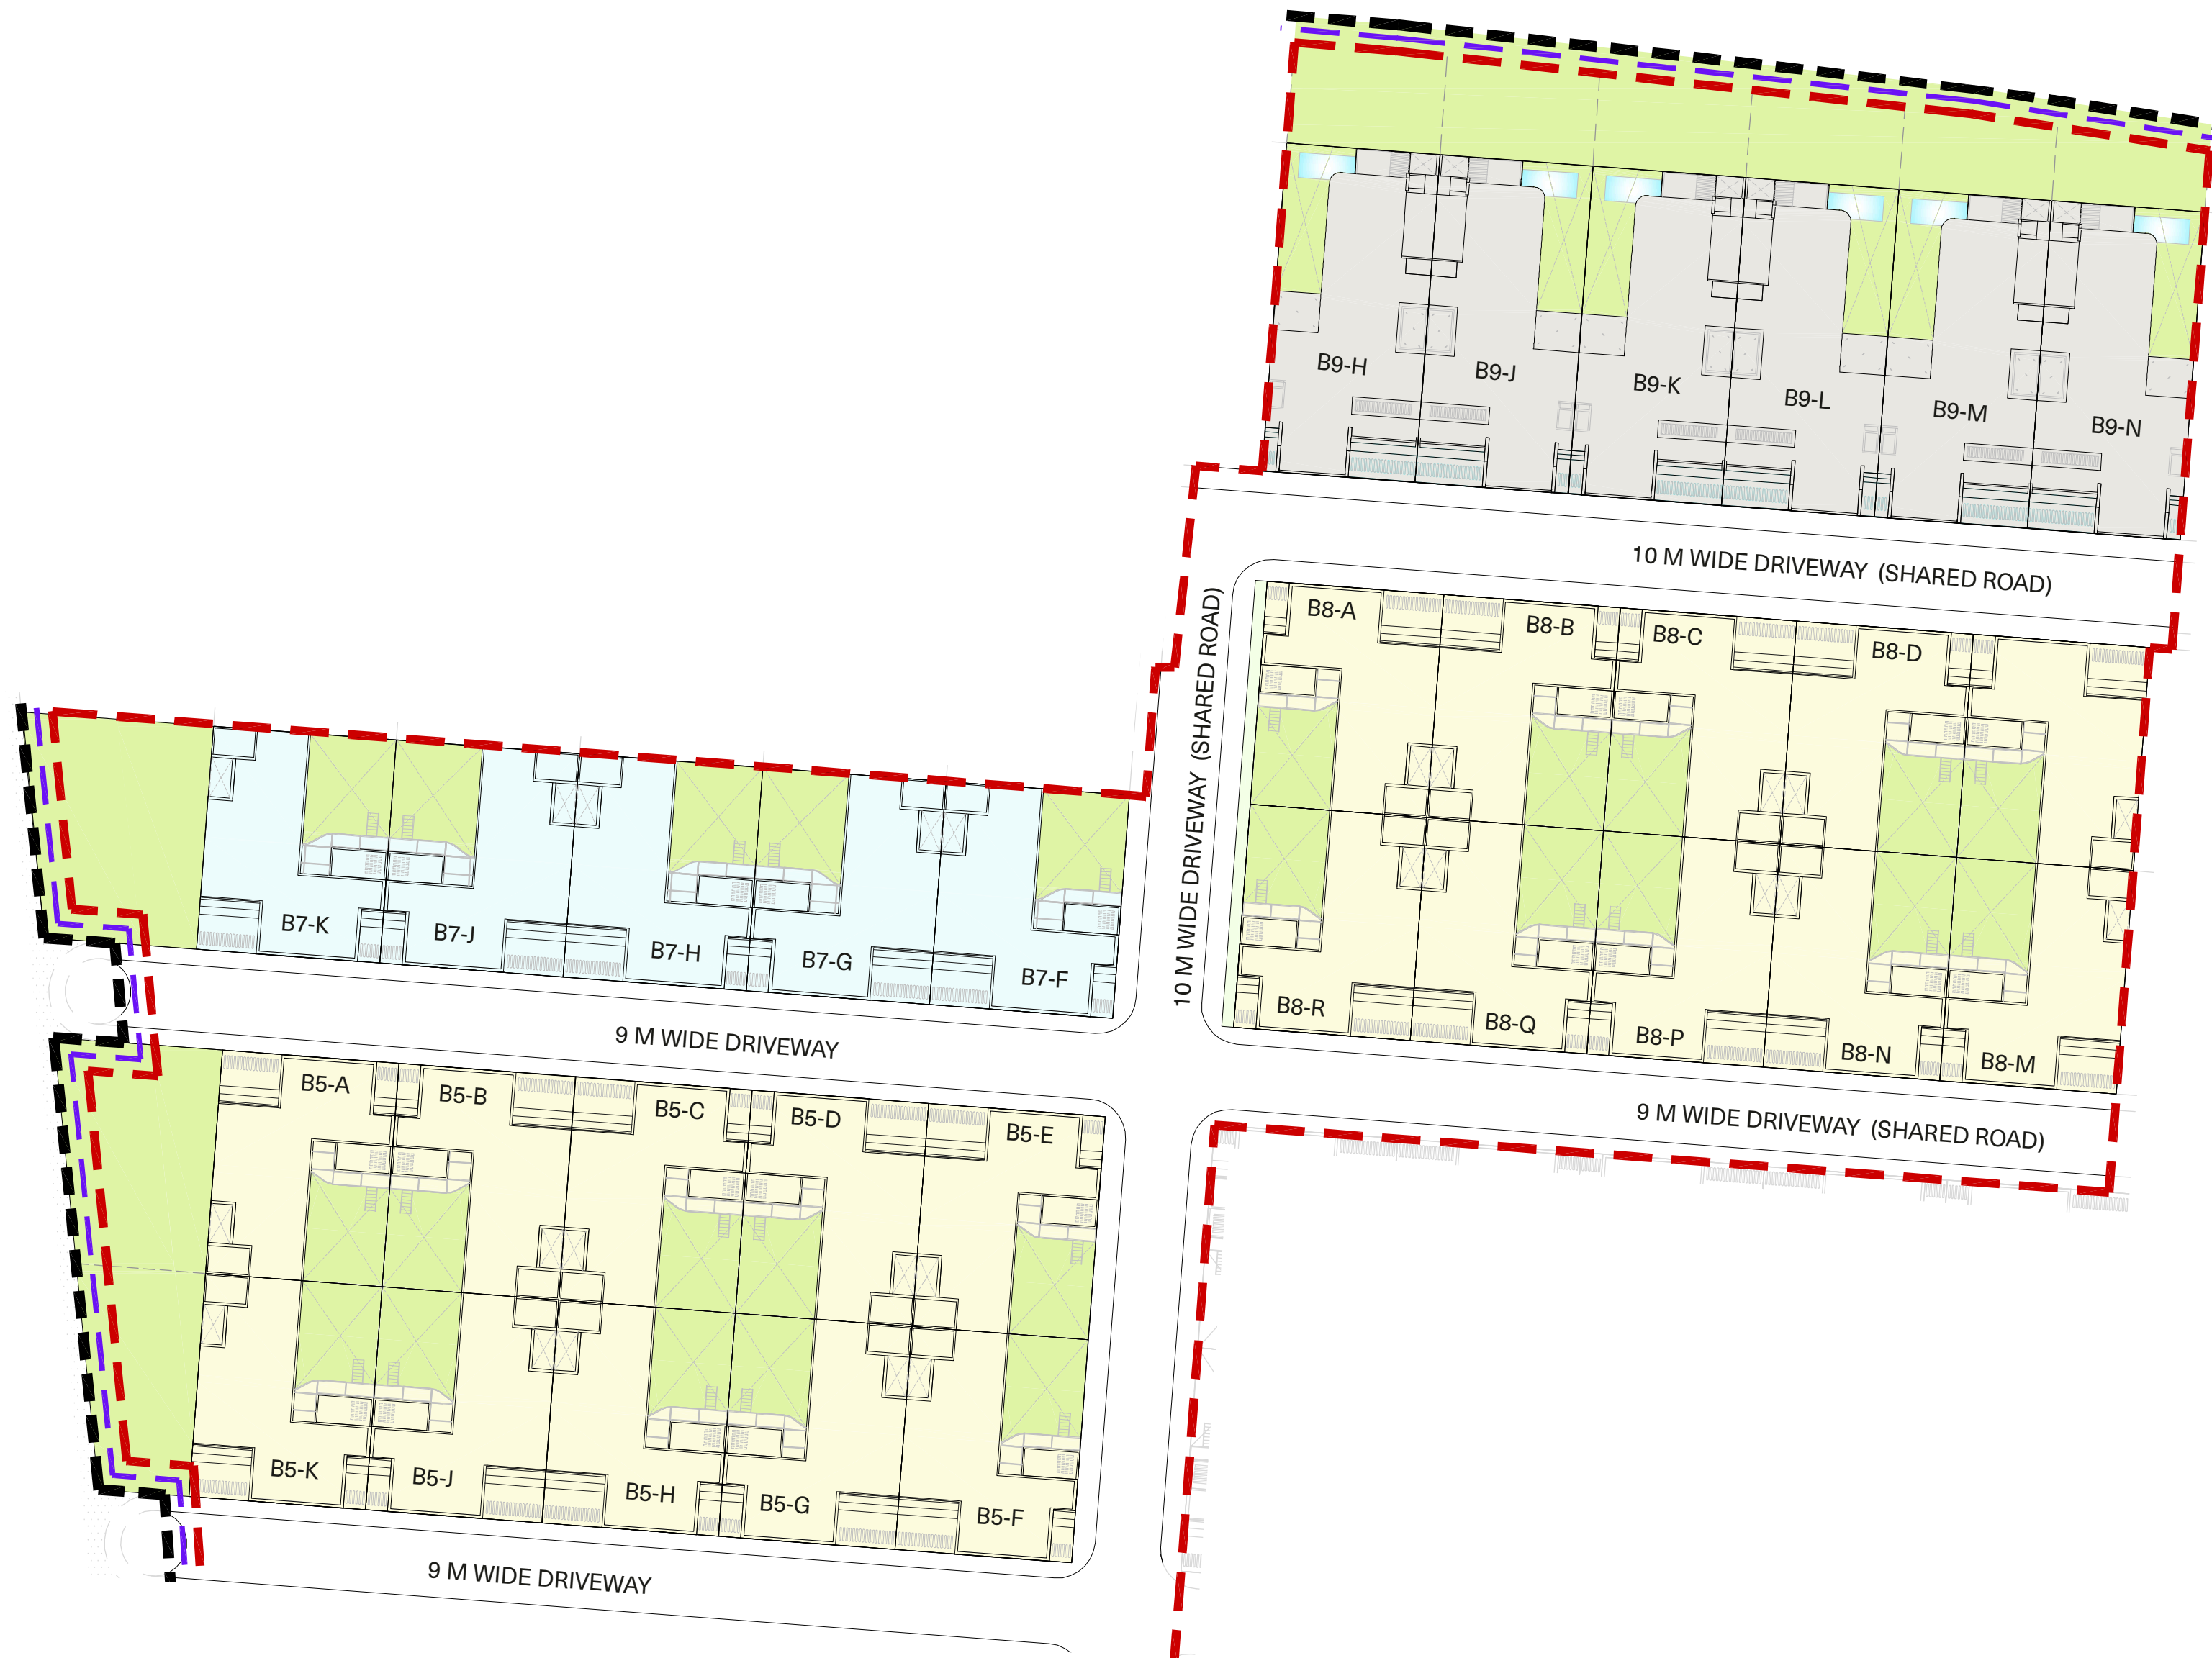 B9-H
B9-J
B9-K
B9-L
B9-M
B9-N
10 M WIDE DRIVEWAY (SHARED ROAD)
10 M WIDE DRIVEWAY (SHARED ROAD)
B8-A
B8-B
B8-C
B8-D
B8-R
B8-Q
B8-P
B8-N
B8-M
9 M WIDE DRIVEWAY (SHARED ROAD)
B7-K
B7-J
B7-H
B7-G
B7-F
9 M WIDE DRIVEWAY
B5-A
B5-B
B5-C
B5-D
B5-E
B5-K
B5-J
B5-H
B5-G
B5-F
9 M WIDE DRIVEWAY